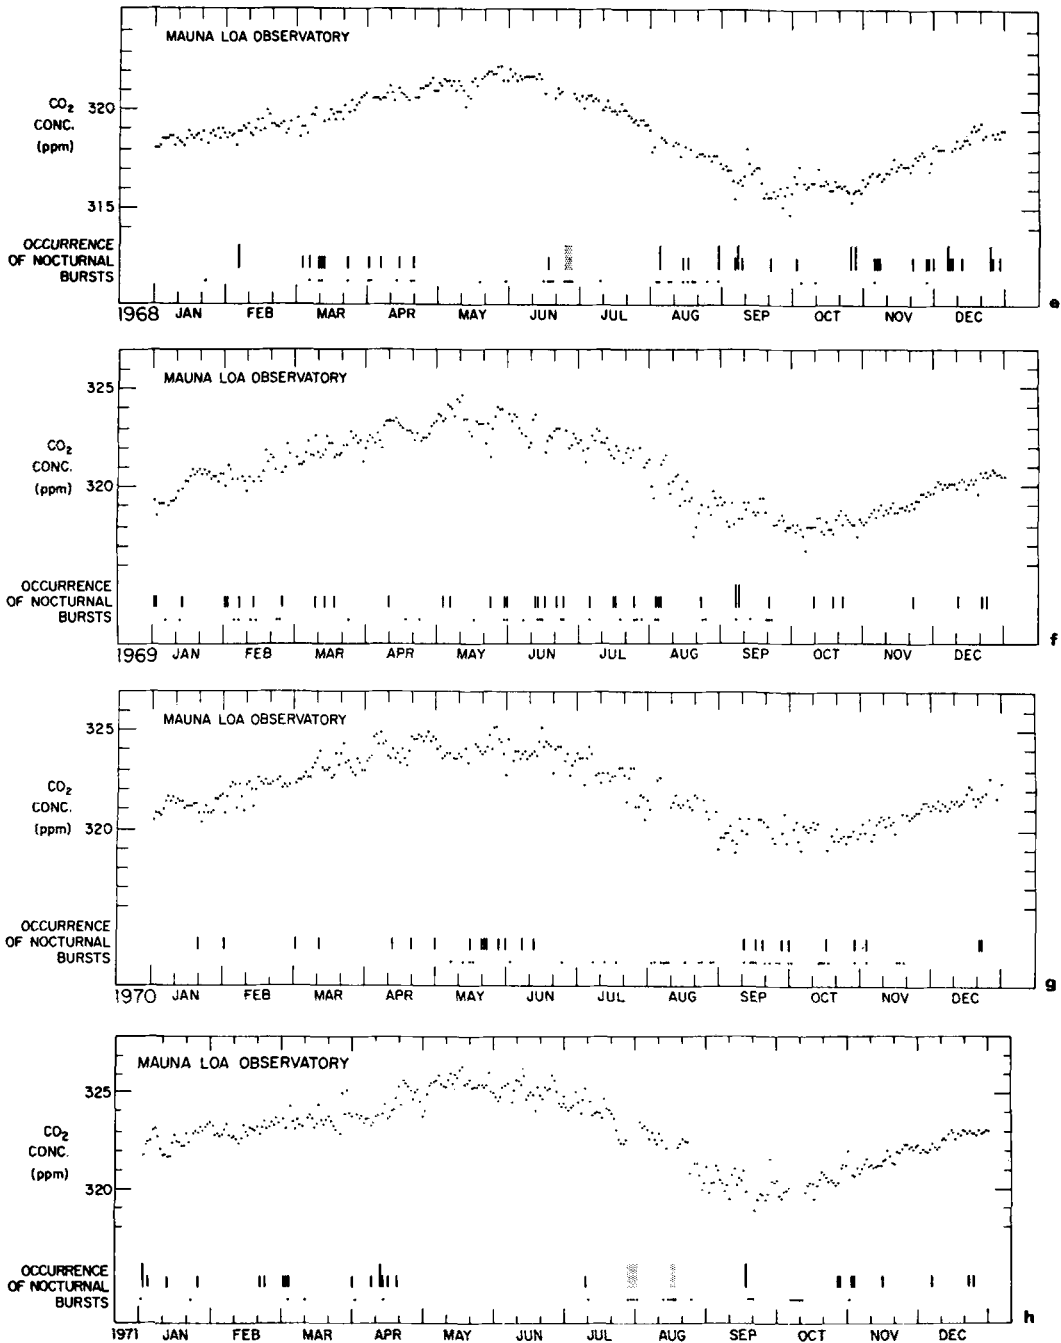 MAUNA LOA OBSERVATORY
CO2
CONC.
(ppm)
320
315
OCCURRENCE
OF NOCTURNAL
BURSTS
1968 JAN FEB MAR APR MAY JUN JUL AUG SEP OCT NOV DEC
e
MAUNA LOA OBSERVATORY
325
CO2
CONC.
(ppm) 320
OCCURRENCE
OF NOCTURNAL
BURSTS
1969 JAN FEB MAR APR MAY JUN JUL AUG SEP OCT NOV DEC
f
MAUNA LOA OBSERVATORY
325
CO2
CONC.
(ppm) 320
OCCURRENCE
OF NOCTURNAL
BURSTS
1970 JAN FEB MAR APR MAY JUN JUL AUG SEP OCT NOV DEC
g
MAUNA LOA OBSERVATORY
325
CO2
CONC.
(ppm) 320
OCCURRENCE
OF NOCTURNAL
BURSTS
1971 JAN FEB MAR APR MAY JUN JUL AUG SEP OCT NOV DEC
h